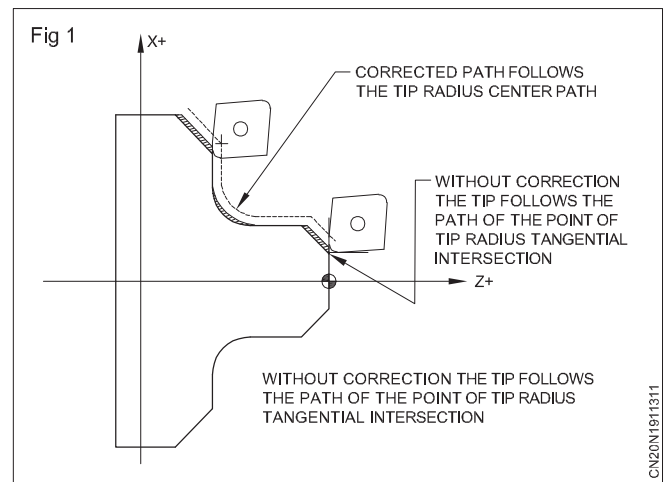 Fig 1
X+
CORRECTED PATH FOLLOWS
THE TIP RADIUS CENTER PATH
WITHOUT CORRECTION
THE TIP FOLLOWS THE
PATH OF THE POINT OF
TIP RADIUS TANGENTIAL
INTERSECTION
Z+
WITHOUT CORRECTION THE TIP FOLLOWS
THE PATH OF THE POINT OF TIP RADIUS
TANGENTIAL INTERSECTION
CN20N1911311